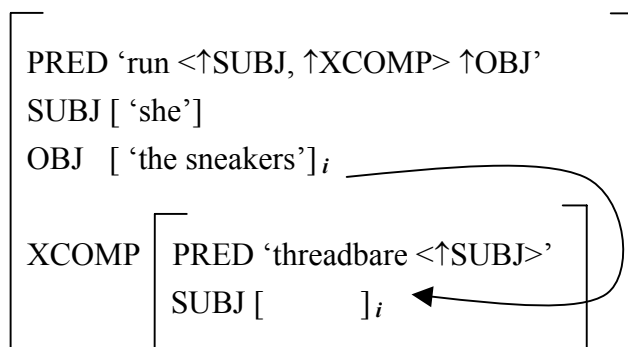 PRED ‘run <↑SUBJ, ↑XCOMP> ↑OBJ’
SUBJ [ ‘she’]
OBJ [ ‘the sneakers’] i
XCOMP PRED ‘threadbare <↑SUBJ>’
SUBJ [ ] i